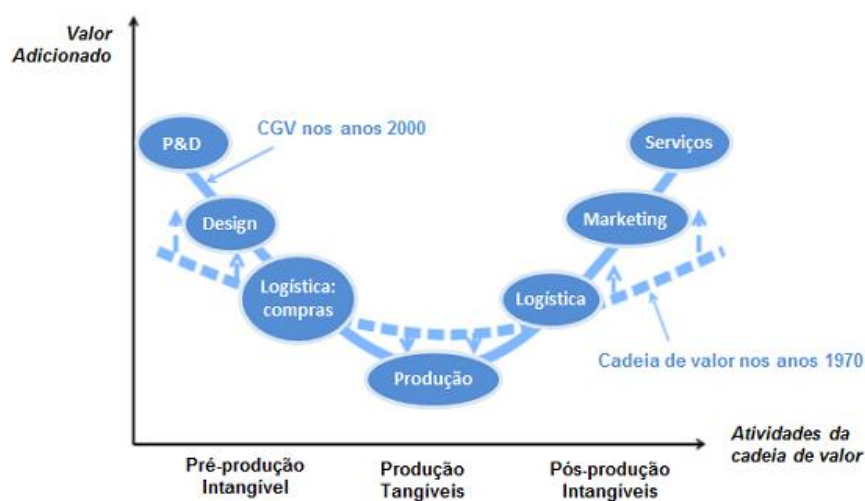 Valor
Adicionado
P&D
CGV nos anos 2000
Serviços
Design
Marketing
Logística:
compras
Logística
Produção
Cadeia de valor nos anos 1970
Atividades da
cadeia de valor
Pré-produção
Intangível
Produção
Tangíveis
Pós-produção
Intangíveis